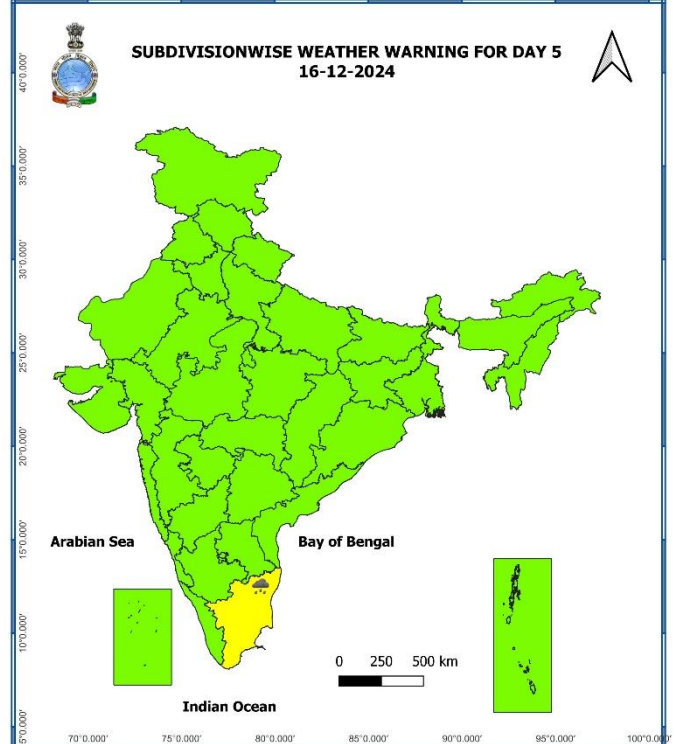 SUBDIVISIONWISE WEATHER WARNING FOR DAY 5
16-12-2024
40°0.000'
35°0.000'
30°0.000'
25°0.000'
20°0.000'
15°0.000'
10°0.000'
5°0.000'
Arabian Sea
Bay of Bengal
0 250 500 km
Indian Ocean
70°0.000' 75°0.000' 80°0.000' 85°0.000' 90°0.000' 95°0.000' 100°0.000'